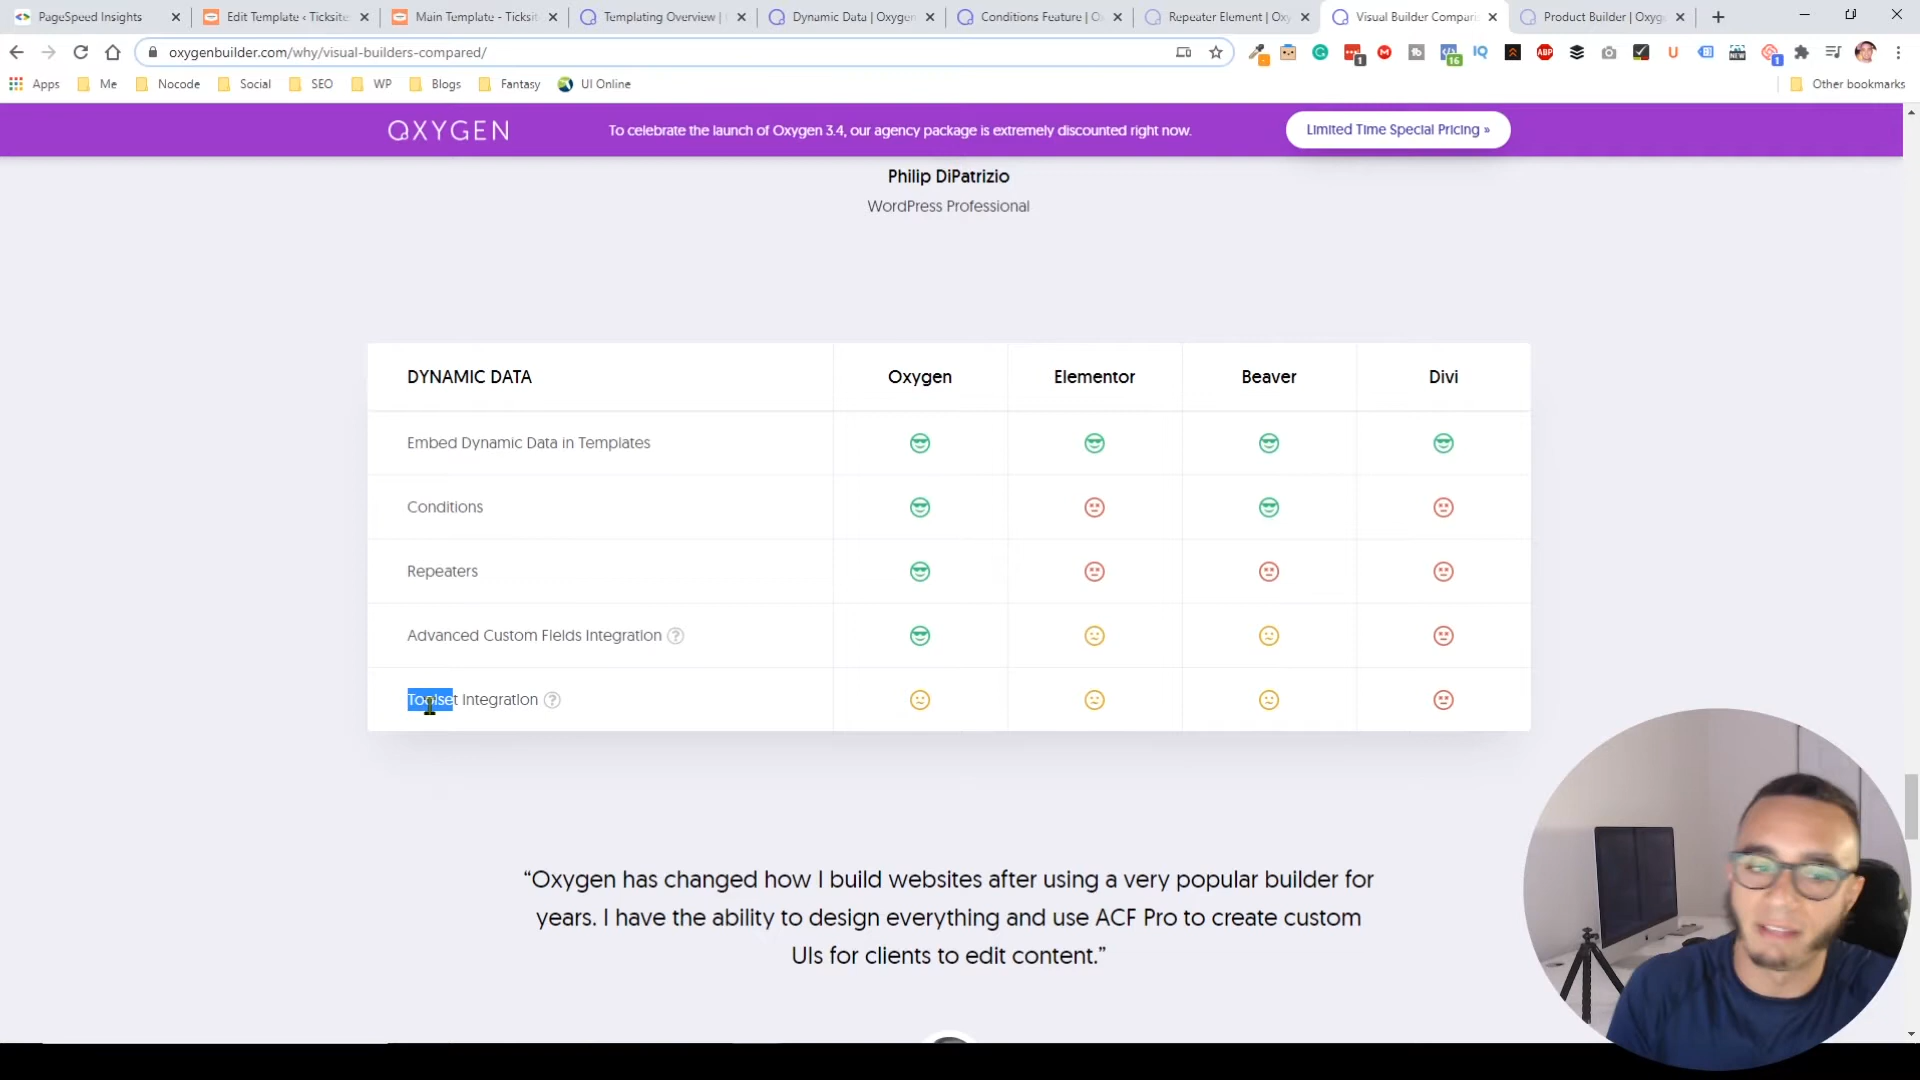 PageSpeed Insights
Edit Template ‹ Ticksite
Main Template - Ticksit
Templating Overview |
Dynamic Data | Oxygen
Conditions Feature | O
Repeater Element | Oxy
Visual Builder Compari
Product Builder | Oxyg
oxygenbuilder.com/why/visual-builders-compared/
Apps
Me
Nocode
Social
SEO
WP
Blogs
Fantasy
UI Online
Other bookmarks
OXYGEN
To celebrate the launch of Oxygen 3.4, our agency package is extremely discounted right now.
Limited Time Special Pricing »
Philip DiPatrizio
WordPress Professional
DYNAMIC DATA Oxygen Elementor Beaver Divi
Embed Dynamic Data in Templates
Conditions
Repeaters
Advanced Custom Fields Integration ?
Toolset Integration ?
“Oxygen has changed how I build websites after using a very popular builder for
years. I have the ability to design everything and use ACF Pro to create custom
UIs for clients to edit content.”